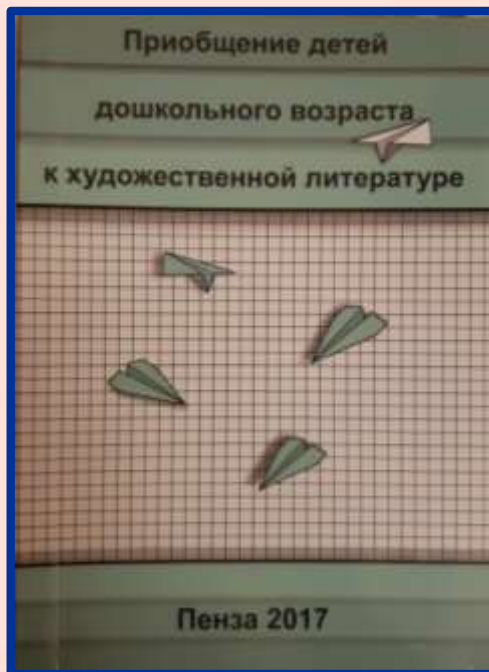 Приобщение детей
дошкольного возраста
к художественной литературе
Пенза 2017